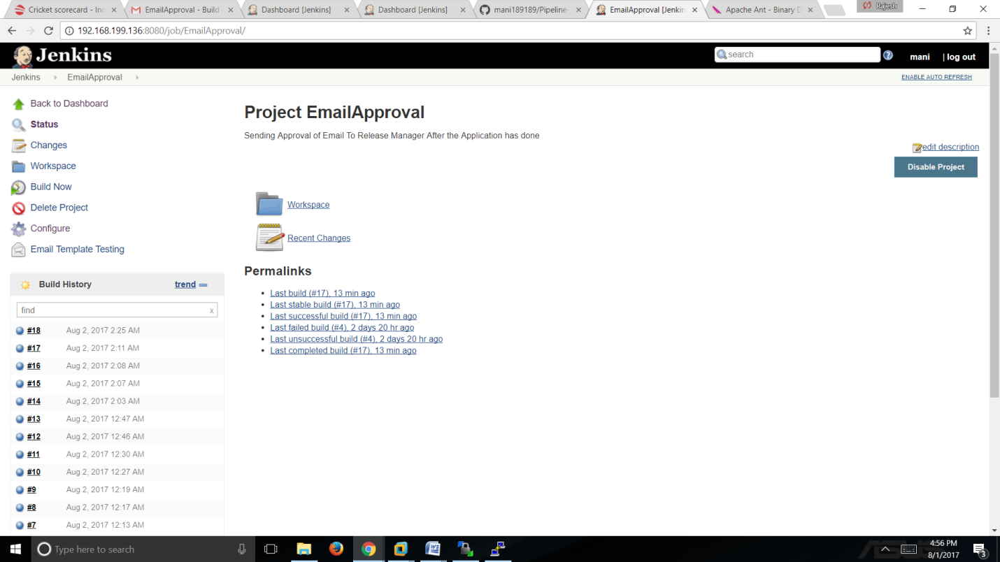 Cricket scorecard - Ind
EmailApproval - Build
Dashboard [Jenkins]
Dashboard [Jenkins]
mani189189/Pipeline-
EmailApproval [Jenkin
Apache Ant - Binary D
Rajesh
192.168.199.136:8080/job/EmailApproval/
Jenkins
search
mani
| log out
Jenkins
EmailApproval
ENABLE AUTO REFRESH
Back to Dashboard
Status
Changes
Workspace
Build Now
Delete Project
Configure
Email Template Testing
Build History
trend
find
x
#18 Aug 2, 2017 2:25 AM
#17 Aug 2, 2017 2:11 AM
#16 Aug 2, 2017 2:08 AM
#15 Aug 2, 2017 2:07 AM
#14 Aug 2, 2017 2:03 AM
#13 Aug 2, 2017 12:47 AM
#12 Aug 2, 2017 12:46 AM
#11 Aug 2, 2017 12:30 AM
#10 Aug 2, 2017 12:27 AM
#9 Aug 2, 2017 12:19 AM
#8 Aug 2, 2017 12:17 AM
#7 Aug 2, 2017 12:13 AM
Project EmailApproval
Sending Approval of Email To Release Manager After the Application has done
edit description
Disable Project
Workspace
Recent Changes
Permalinks
Last build (#17), 13 min ago
Last stable build (#17), 13 min ago
Last successful build (#17), 13 min ago
Last failed build (#4), 2 days 20 hr ago
Last unsuccessful build (#4), 2 days 20 hr ago
Last completed build (#17), 13 min ago
Type here to search
4:56 PM
8/1/2017
3